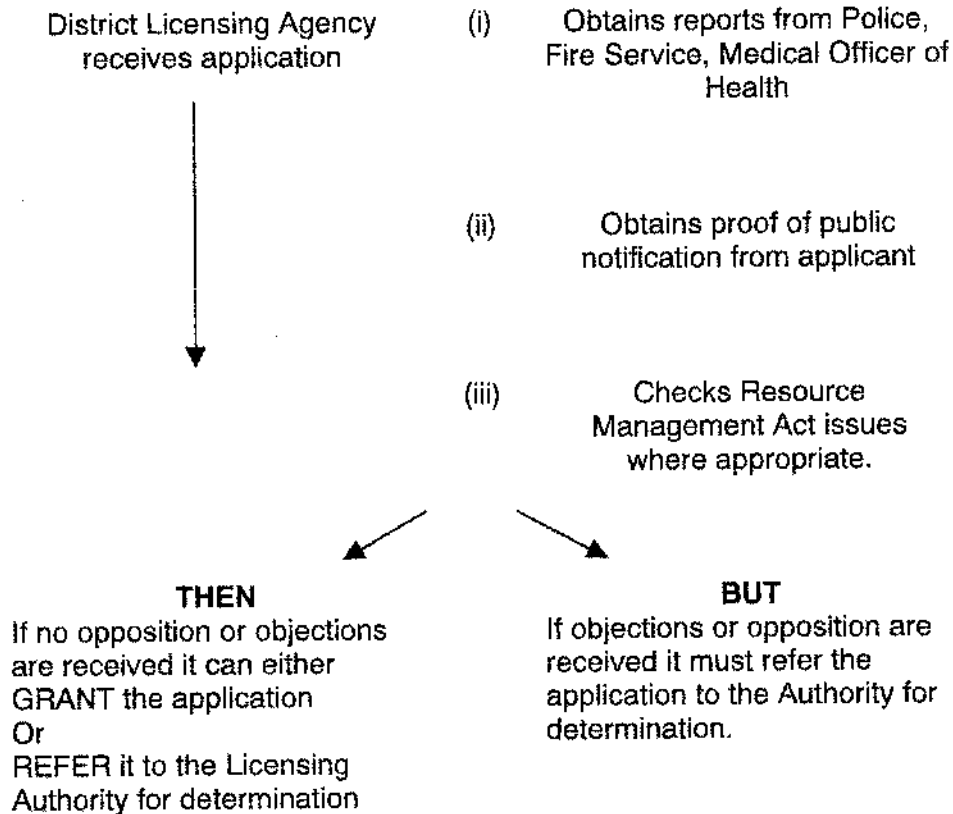 District Licensing Agency
receives application
(i) Obtains reports from Police,
Fire Service, Medical Officer of
Health
(ii) Obtains proof of public
notification from applicant
(iii) Checks Resource
Management Act issues
where appropriate.
THEN
If no opposition or objections
are received it can either
GRANT the application
Or
REFER it to the Licensing
Authority for determination
BUT
If objections or opposition are
received it must refer the
application to the Authority for
determination.